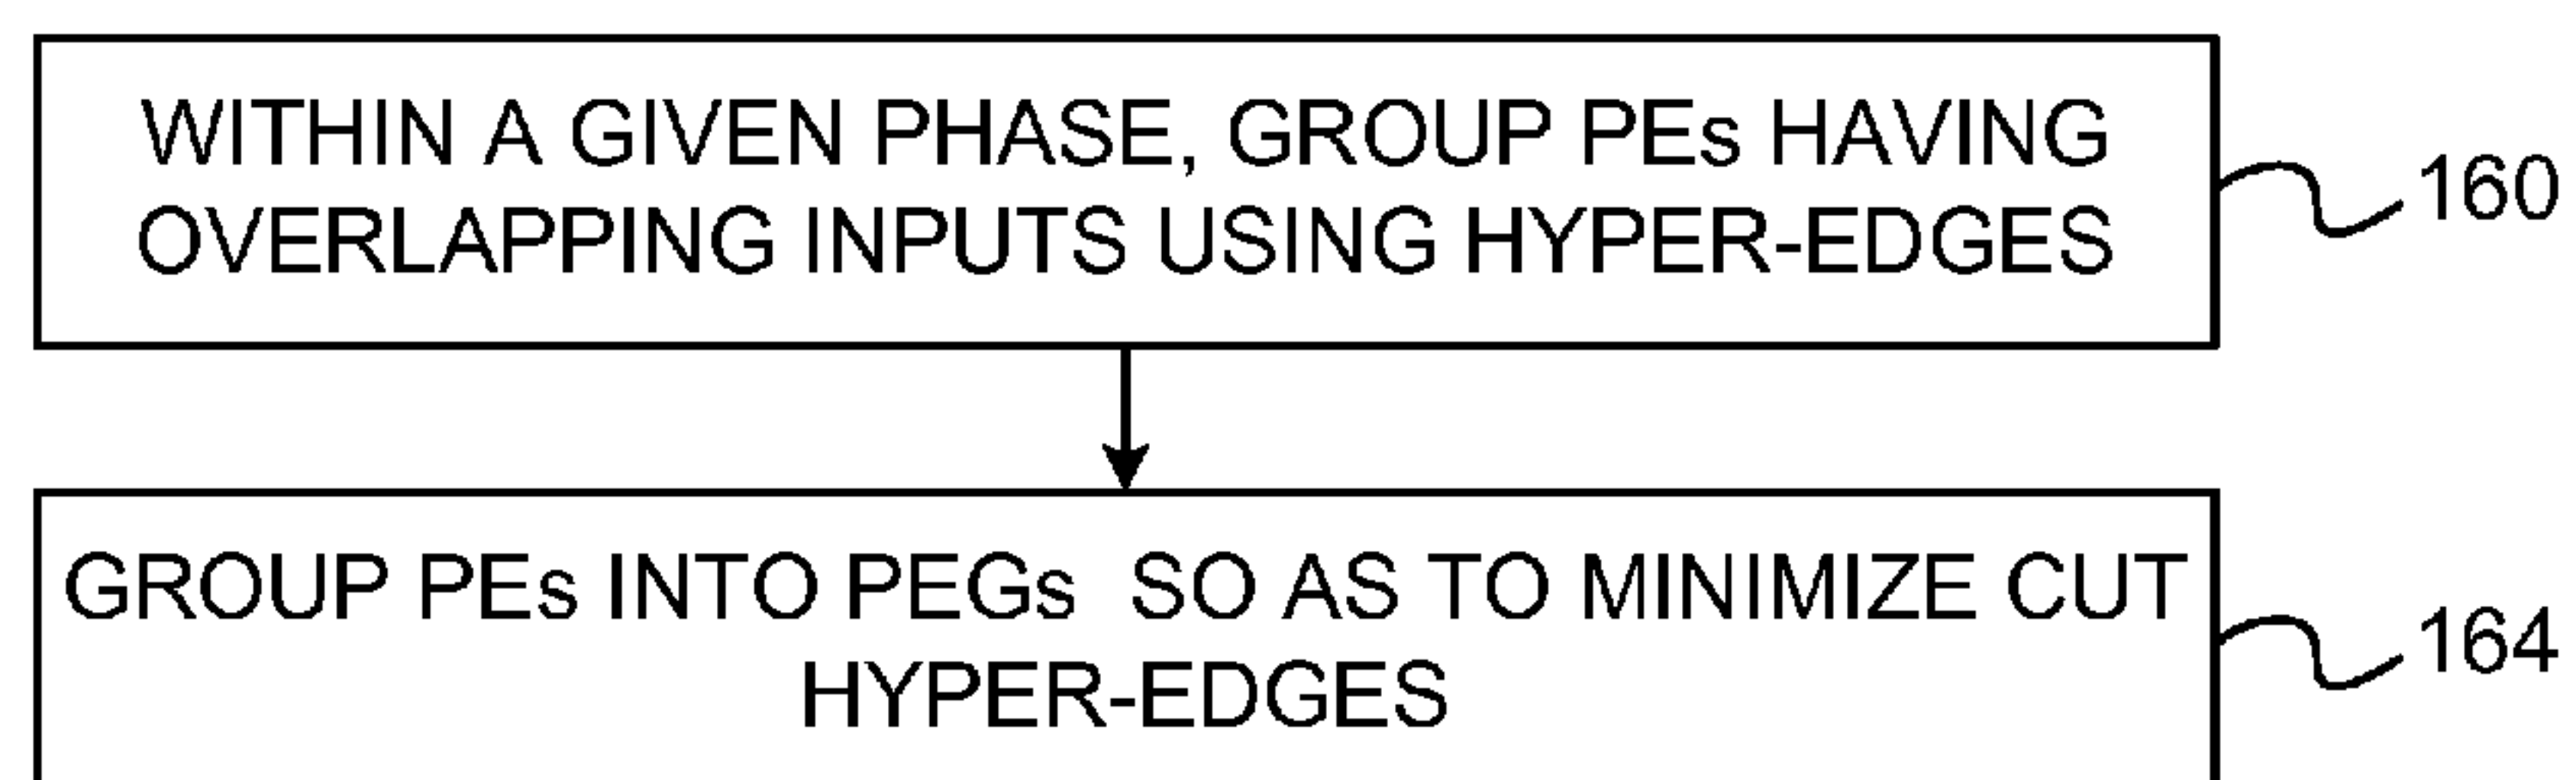 WITHIN A GIVEN PHASE, GROUP PEs HAVING
OVERLAPPING INPUTS USING HYPER-EDGES
160
GROUP PEs INTO PEGs SO AS TO MINIMIZE CUT
HYPER-EDGES
164